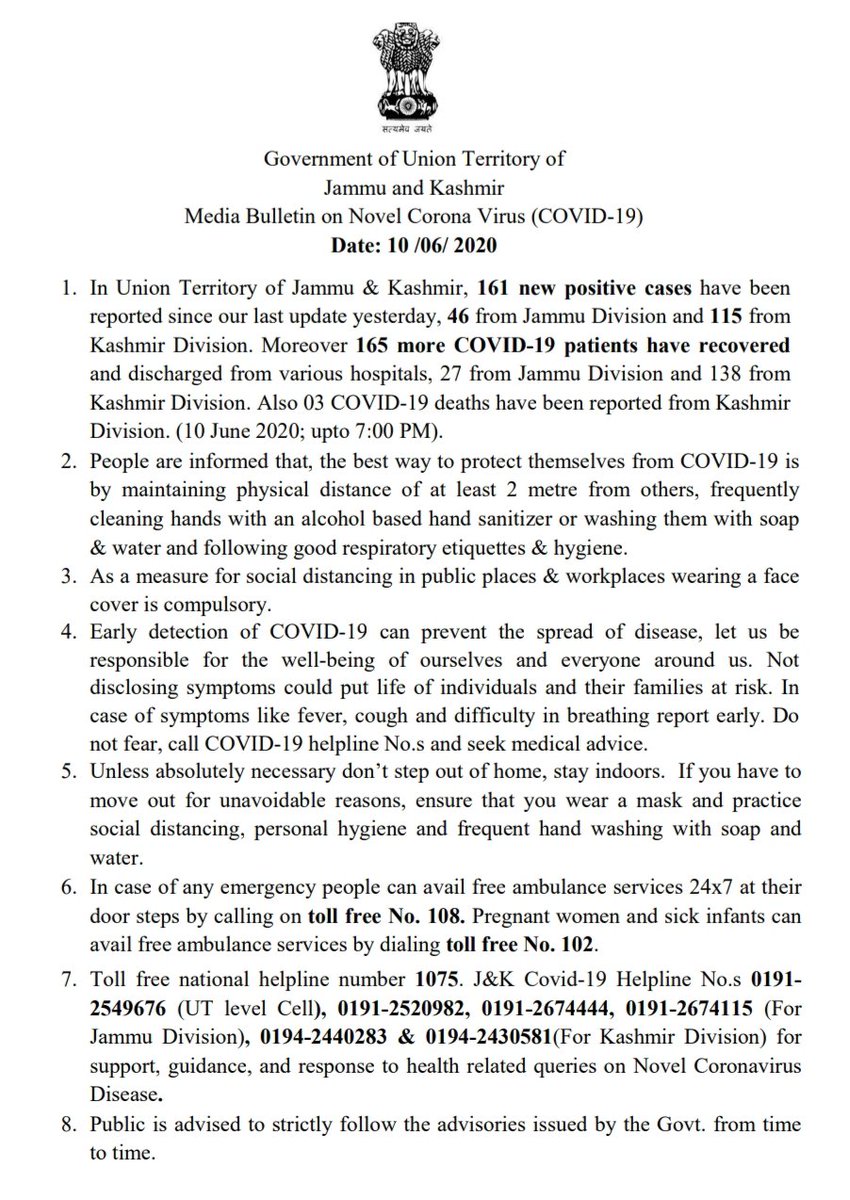 सत्यमेव जयते
Government of Union Territory of
Jammu and Kashmir
Media Bulletin on Novel Corona Virus (COVID-19)
Date: 10 /06/ 2020
1. In Union Territory of Jammu & Kashmir, 161 new positive cases have been
reported since our last update yesterday, 46 from Jammu Division and 115 from
Kashmir Division. Moreover 165 more COVID-19 patients have recovered
and discharged from various hospitals, 27 from Jammu Division and 138 from
Kashmir Division. Also 03 COVID-19 deaths have been reported from Kashmir
Division. (10 June 2020; upto 7:00 PM).
2. People are informed that, the best way to protect themselves from COVID-19 is
by maintaining physical distance of at least 2 metre from others, frequently
cleaning hands with an alcohol based hand sanitizer or washing them with soap
& water and following good respiratory etiquettes & hygiene.
3. As a measure for social distancing in public places & workplaces wearing a face
cover is compulsory.
4. Early detection of COVID-19 can prevent the spread of disease, let us be
responsible for the well-being of ourselves and everyone around us. Not
disclosing symptoms could put life of individuals and their families at risk. In
case of symptoms like fever, cough and difficulty in breathing report early. Do
not fear, call COVID-19 helpline No.s and seek medical advice.
5. Unless absolutely necessary don’t step out of home, stay indoors. If you have to
move out for unavoidable reasons, ensure that you wear a mask and practice
social distancing, personal hygiene and frequent hand washing with soap and
water.
6. In case of any emergency people can avail free ambulance services 24x7 at their
door steps by calling on toll free No. 108. Pregnant women and sick infants can
avail free ambulance services by dialing toll free No. 102.
7. Toll free national helpline number 1075. J&K Covid-19 Helpline No.s 0191-
2549676 (UT level Cell), 0191-2520982, 0191-2674444, 0191-2674115 (For
Jammu Division), 0194-2440283 & 0194-2430581(For Kashmir Division) for
support, guidance, and response to health related queries on Novel Coronavirus
Disease.
8. Public is advised to strictly follow the advisories issued by the Govt. from time
to time.